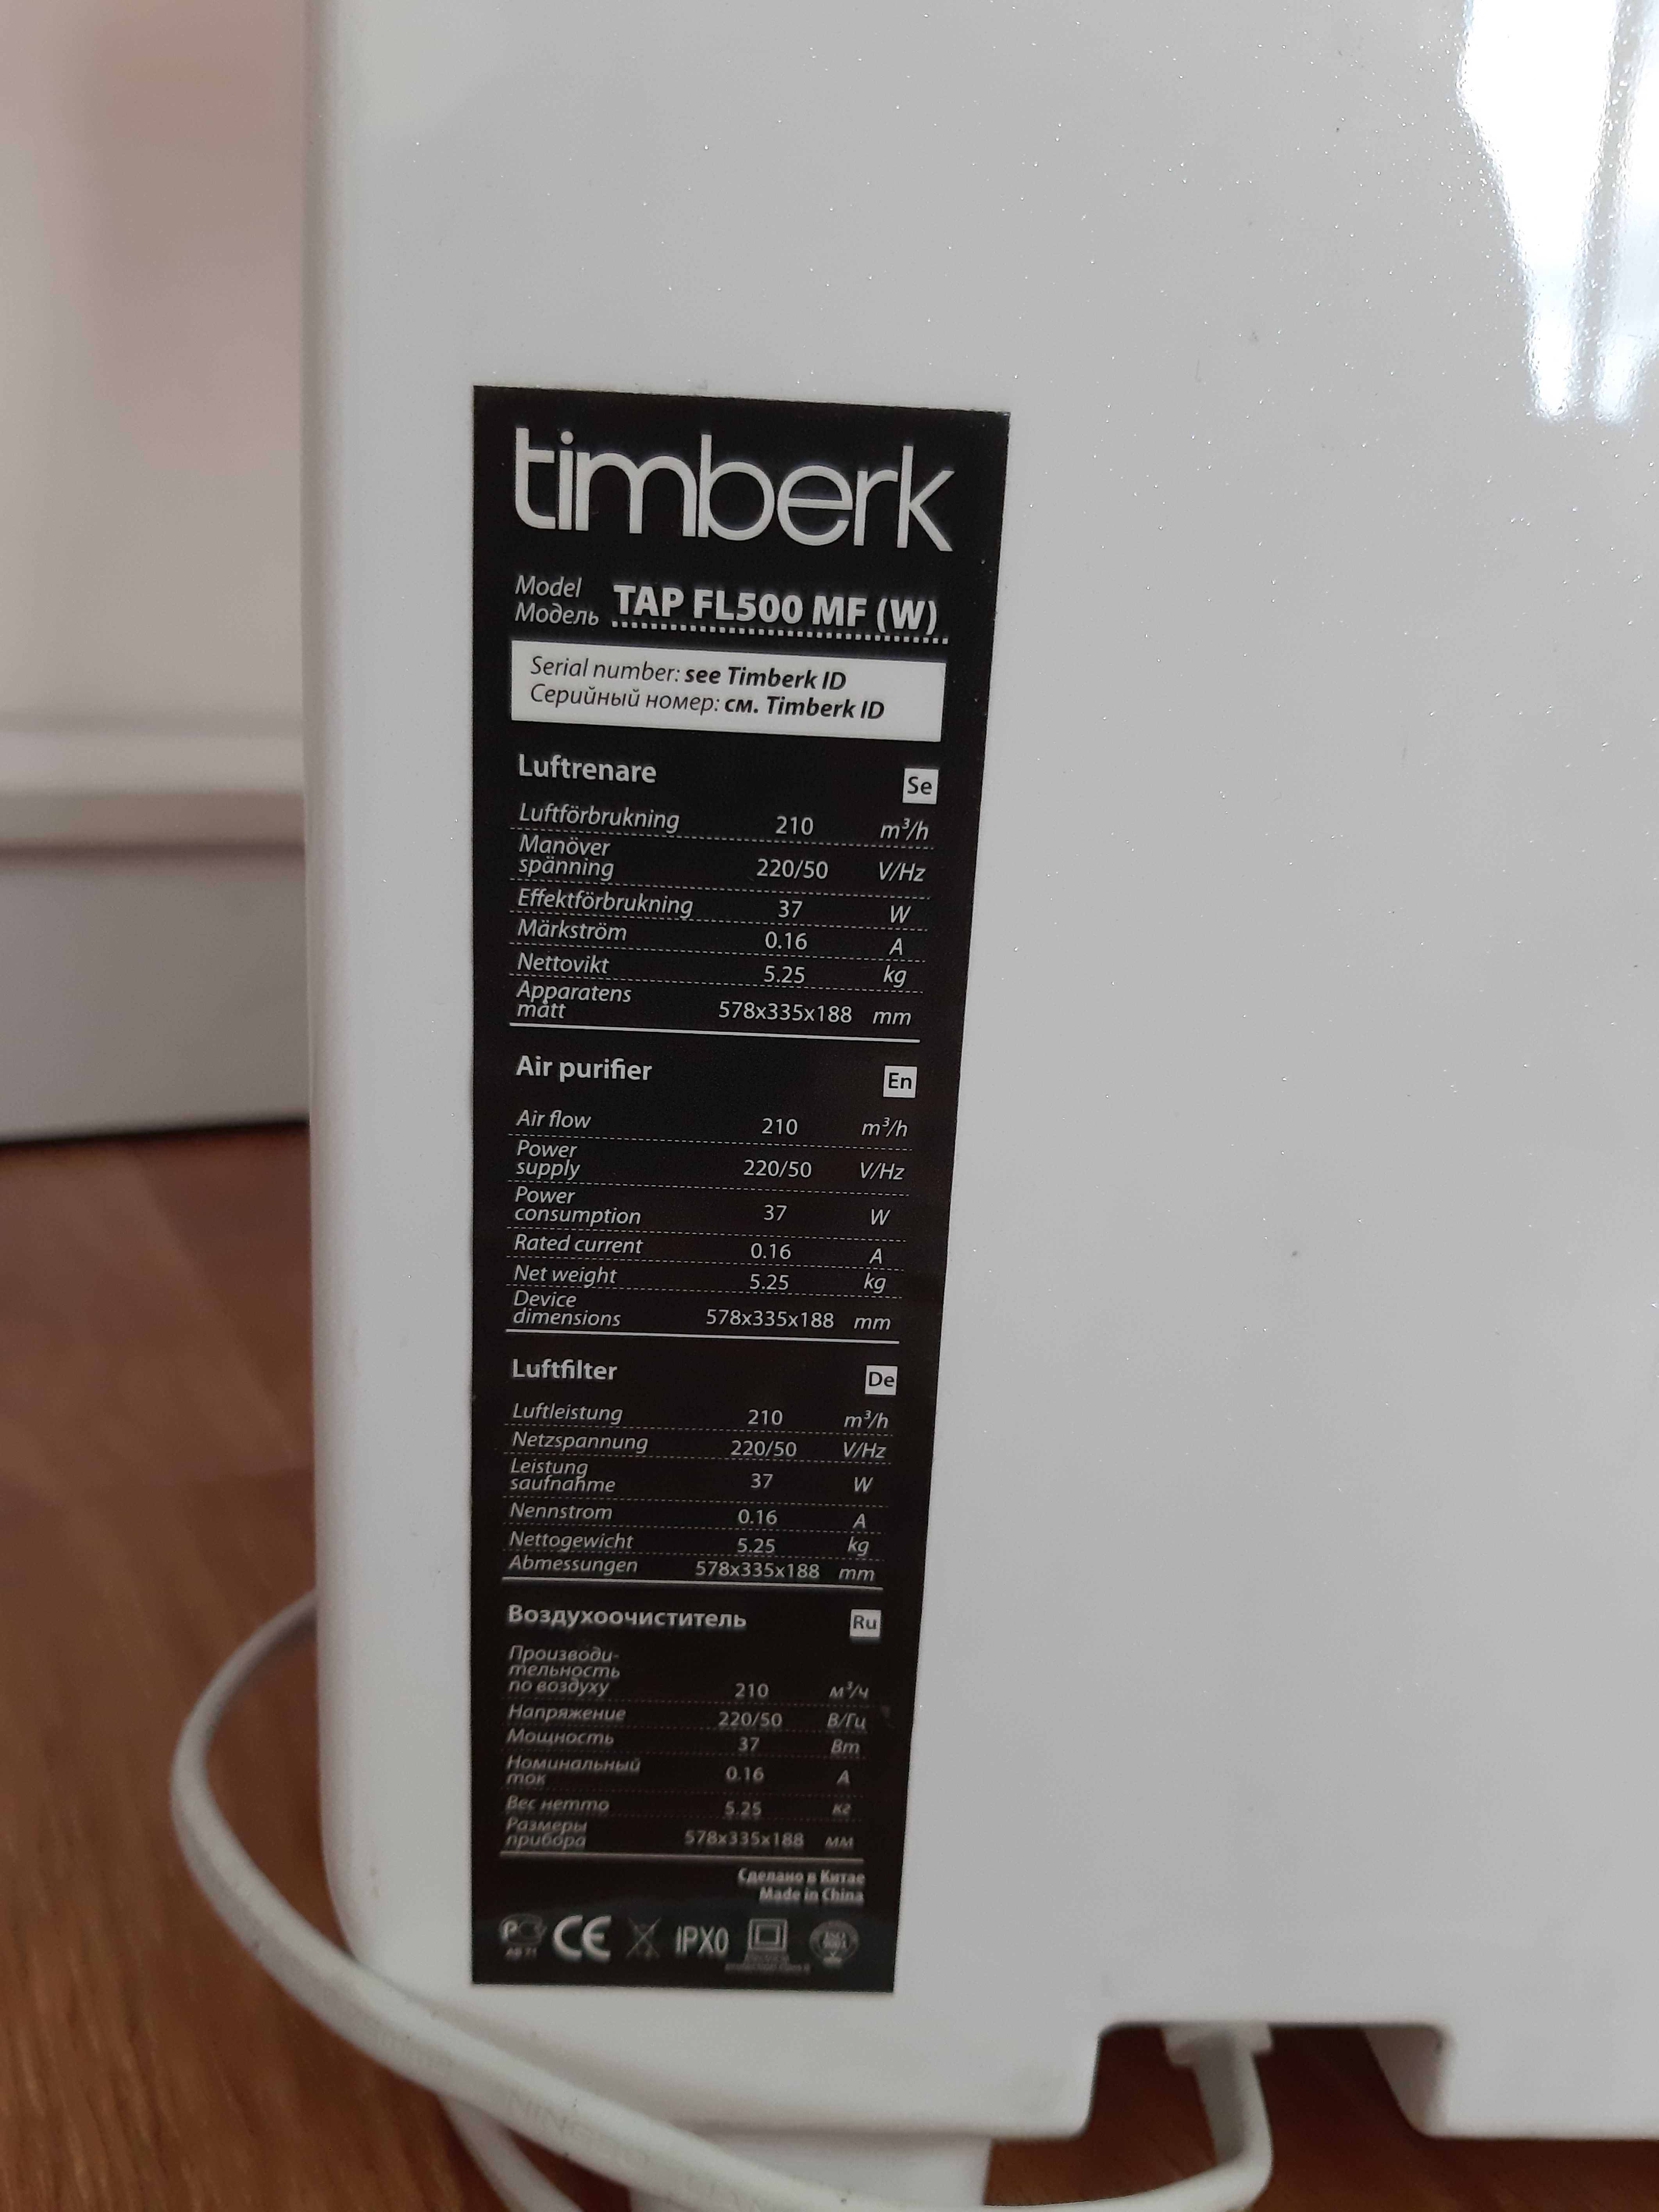 timberk
Model
Модель
TAP FL500 MF (W)
Serial number: see Timberk ID
Серийный номер: см. Timberk ID
Luftrenare Se
Luftförbrukning 210 m³/h
Manöver
spänning 220/50 V/Hz
Effektförbrukning 37 W
Märkström 0.16 A
Nettovikt 5.25 kg
Apparatens
mått 578x335x188 mm
Air purifier En
Air flow 210 m³/h
Power
supply 220/50 V/Hz
Power
consumption 37 W
Rated current 0.16 A
Net weight 5.25 kg
Device
dimensions 578x335x188 mm
Luftfilter De
Luftleistung 210 m³/h
Netzspannung 220/50 V/Hz
Leistung
saufnahme 37 W
Nennstrom 0.16 A
Nettogewicht 5.25 kg
Abmessungen 578x335x188 mm
Воздухоочиститель Ru
Производи-
тельность
по воздуху 210 м³/ч
Напряжение 220/50 В/Гц
Мощность 37 Вт
Номинальный
ток 0.16 А
Вес нетто 5.25 кг
Размеры
прибора 578x335x188 мм
Сделано в Китае
Made in China
CE IPX0